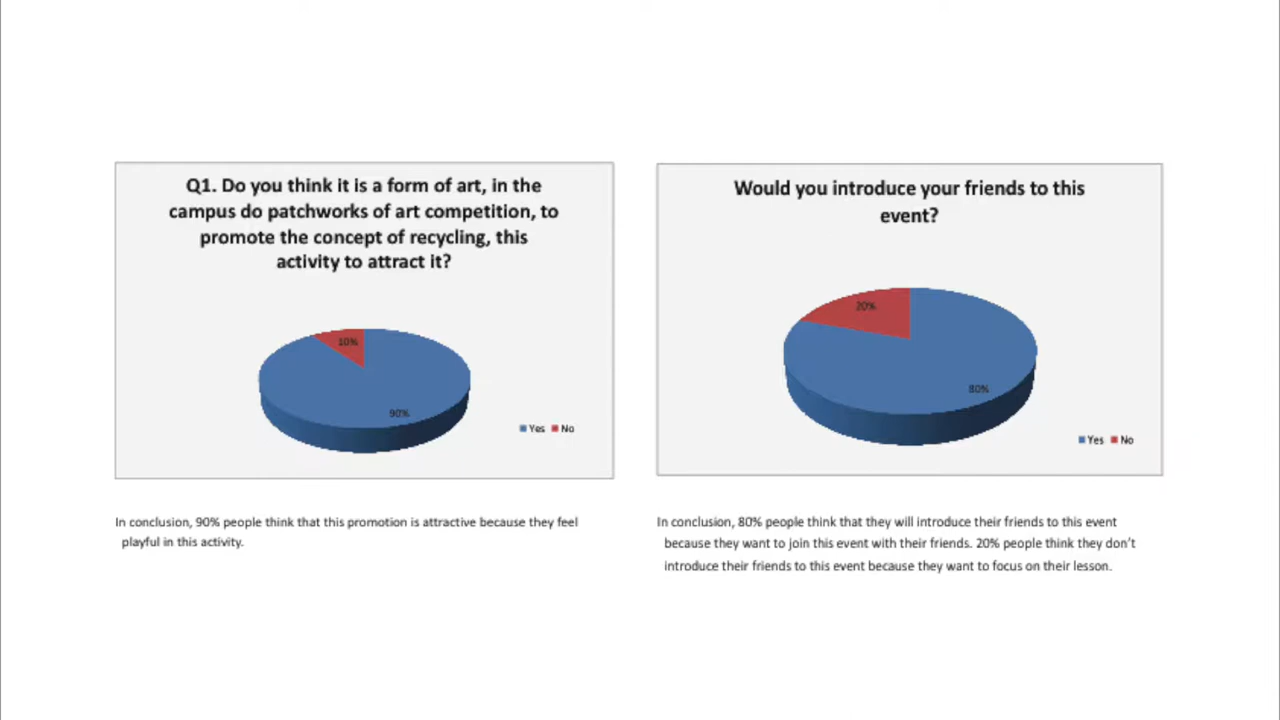 Q1. Do you think it is a form of art, in the
campus do patchworks of art competition, to
promote the concept of recycling, this
activity to attract it?
10%
90%
Yes No
In conclusion, 90% people think that this promotion is attractive because they feel
playful in this activity.
Would you introduce your friends to this
event?
20%
80%
Yes No
In conclusion, 80% people think that they will introduce their friends to this event
because they want to join this event with their friends. 20% people think they don't
introduce their friends to this event because they want to focus on their lesson.